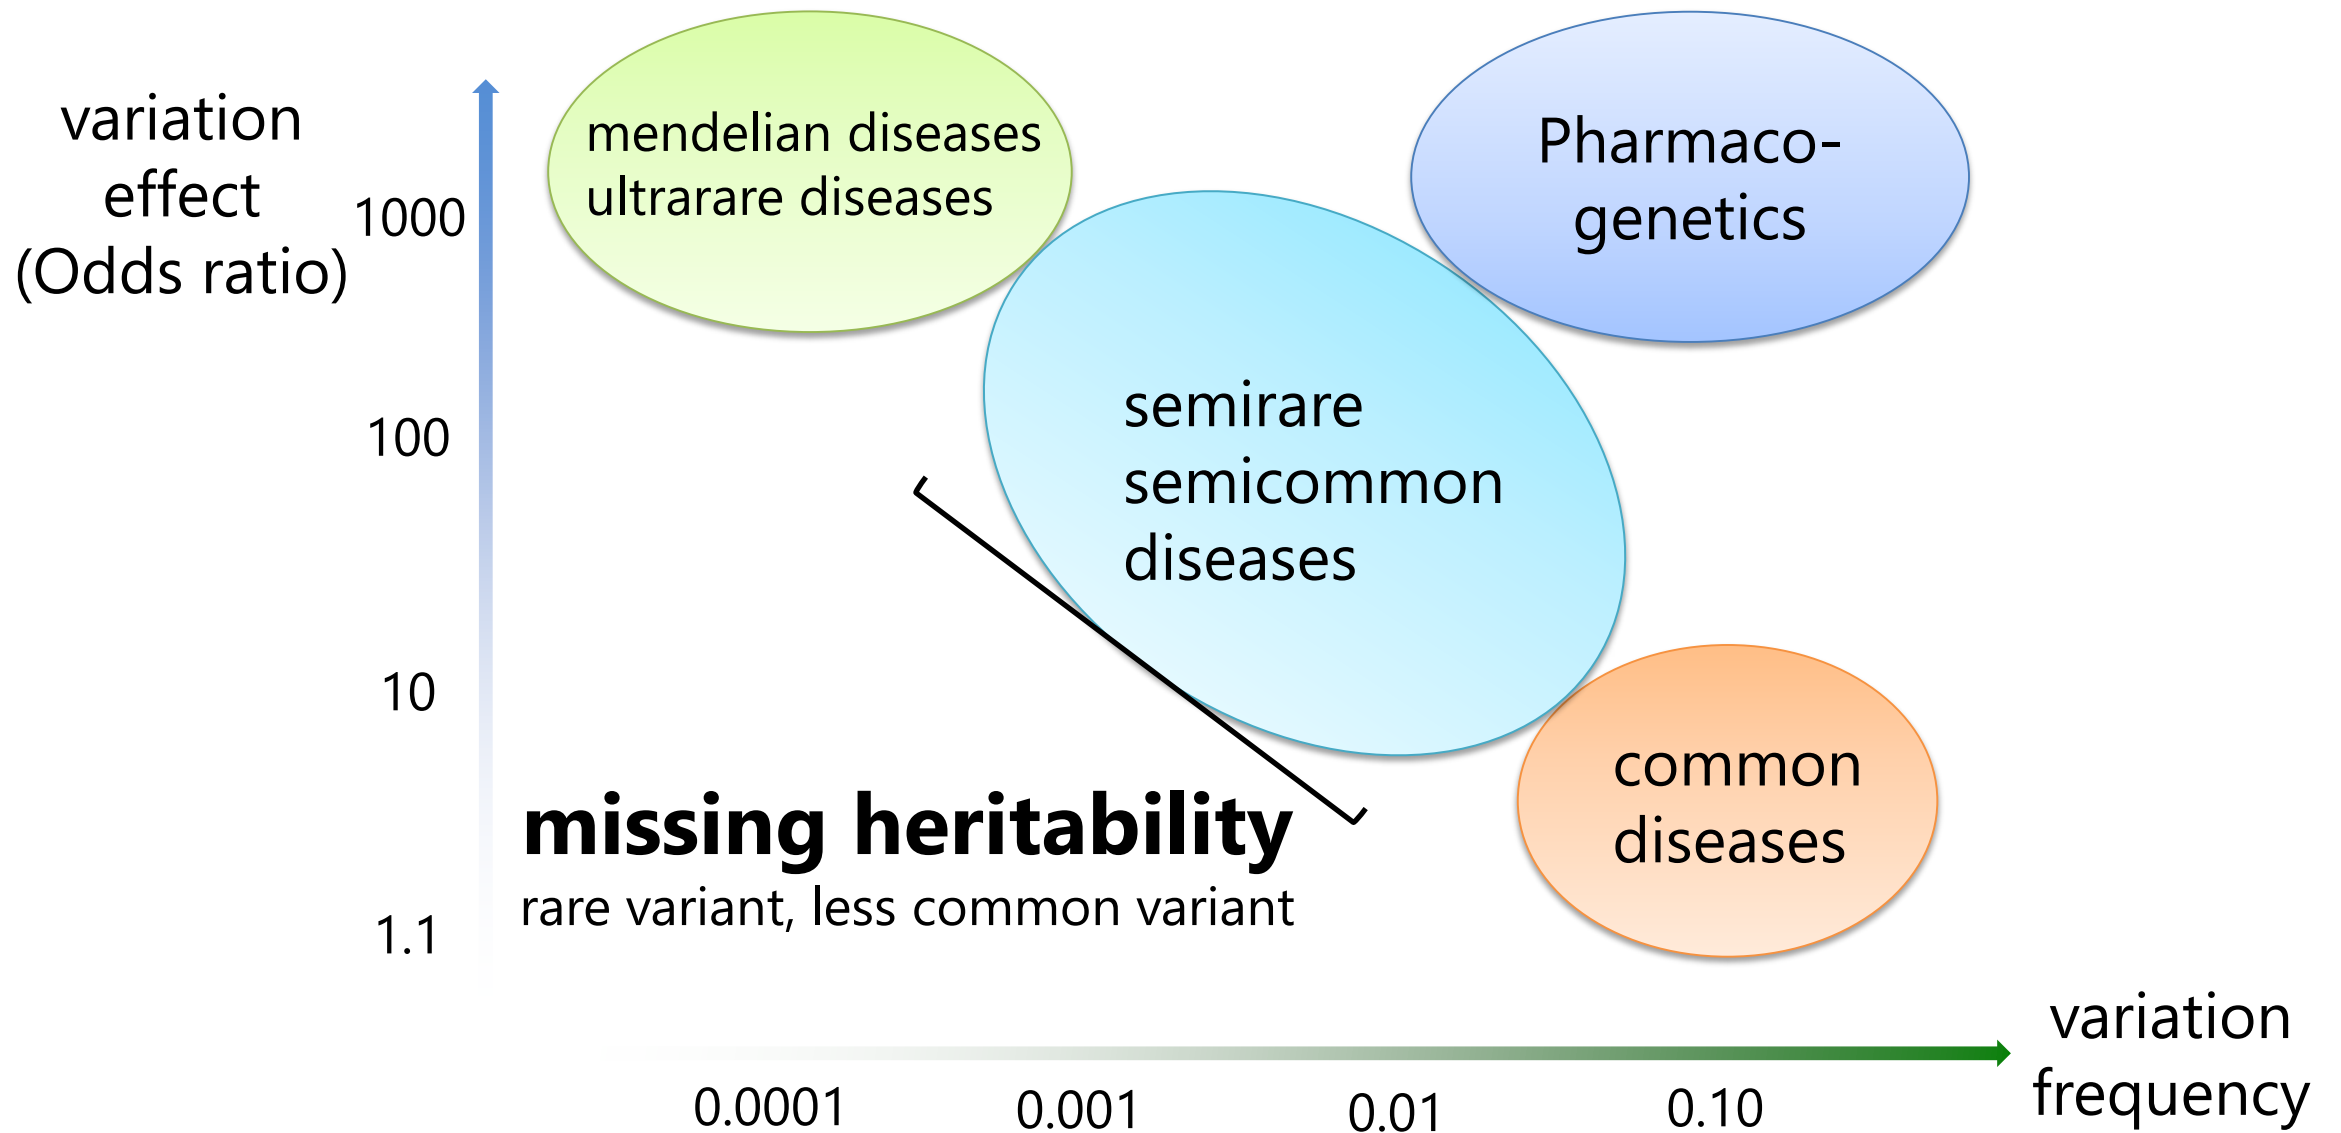 variation
effect
(Odds ratio)
1000
100
10
1.1
mendelian diseases
ultrarare diseases
Pharmaco-
genetics
semirare
semicommon
diseases
common
diseases
missing heritability
rare variant, less common variant
0.0001
0.001
0.01
0.10
variation
frequency